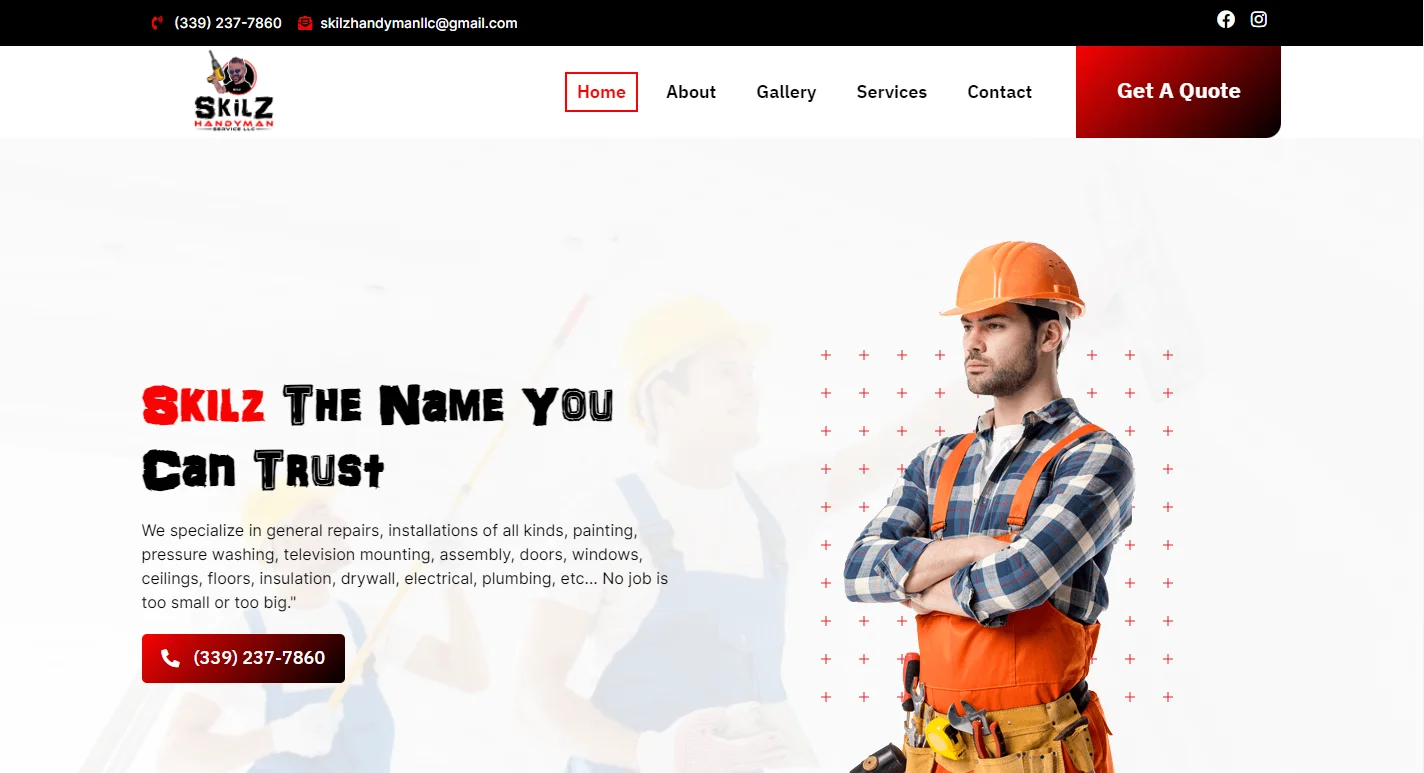 (339) 237-7860 skilzhandymanllc@gmail.com
SKILZ
HANDYMAN
SERVICE LLC
Home About Gallery Services Contact Get A Quote
Skilz The Name You
Can Trust
We specialize in general repairs, installations of all kinds, painting,
pressure washing, television mounting, assembly, doors, windows,
ceilings, floors, insulation, drywall, electrical, plumbing, etc... No job is
too small or too big."
(339) 237-7860